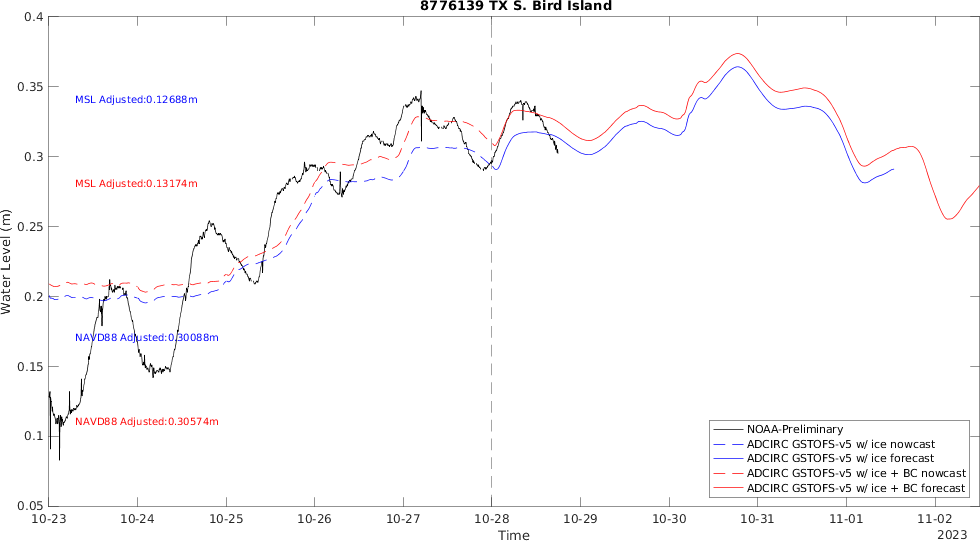 8776139 TX S. Bird Island
0.4
0.35
0.3
0.25
0.2
0.15
0.1
0.05
Water Level (m)
MSL Adjusted:0.12688m
MSL Adjusted:0.13174m
NAVD88 Adjusted:0.30088m
NAVD88 Adjusted:0.30574m
NOAA-Preliminary
ADCIRC GSTOFS-v5 w/ ice nowcast
ADCIRC GSTOFS-v5 w/ ice forecast
ADCIRC GSTOFS-v5 w/ ice + BC nowcast
ADCIRC GSTOFS-v5 w/ ice + BC forecast
10-23 10-24 10-25 10-26 10-27 10-28 10-29 10-30 10-31 11-01 11-02
2023
Time